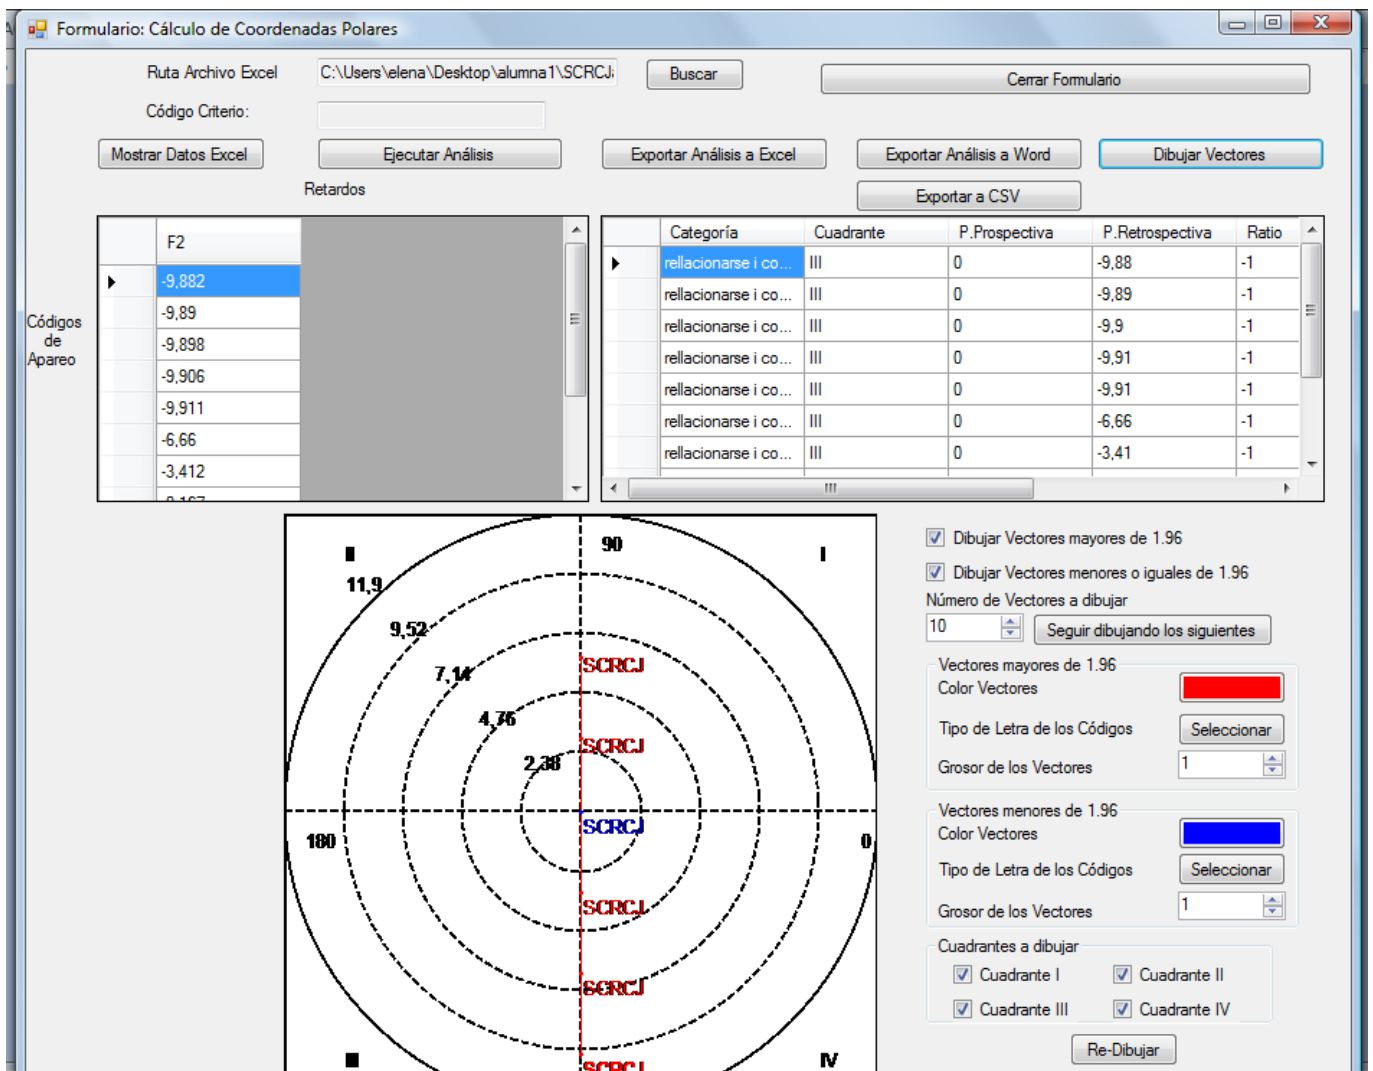 Formulario: Cálculo de Coordenadas Polares
Ruta Archivo Excel C:\Users\elena\Desktop\alumna1\SCRCJ Buscar Cerrar Formulario
Código Criterio:
Mostrar Datos Excel Ejecutar Análisis Exportar Análisis a Excel Exportar Análisis a Word Dibujar Vectores
Retardos Exportar a CSV
F2
-9,882
-9,89
-9,898
-9,906
-9,911
-6,66
-3,412
Códigos
de
Apareo
Categoría Cuadrante P.Prospectiva P.Retrospectiva Ratio
rellacionarse i co... III 0 -9,88 -1
rellacionarse i co... III 0 -9,89 -1
rellacionarse i co... III 0 -9,9 -1
rellacionarse i co... III 0 -9,91 -1
rellacionarse i co... III 0 -9,91 -1
rellacionarse i co... III 0 -6,66 -1
rellacionarse i co... III 0 -3,41 -1
II 90 I
11,9
9,52
7,14 SCRCJ
4,76
SCRCJ
2,38
SCRCJ
180 0
SCRCJ
SCRCJ
IV
SCRCJ
Dibujar Vectores mayores de 1.96
Dibujar Vectores menores o iguales de 1.96
Número de Vectores a dibujar
10 Seguir dibujando los siguientes
Vectores mayores de 1.96
Color Vectores
Tipo de Letra de los Códigos Seleccionar
Grosor de los Vectores 1
Vectores menores de 1.96
Color Vectores
Tipo de Letra de los Códigos Seleccionar
Grosor de los Vectores 1
Cuadrantes a dibujar
Cuadrante I Cuadrante II
Cuadrante III Cuadrante IV
Re-Dibujar